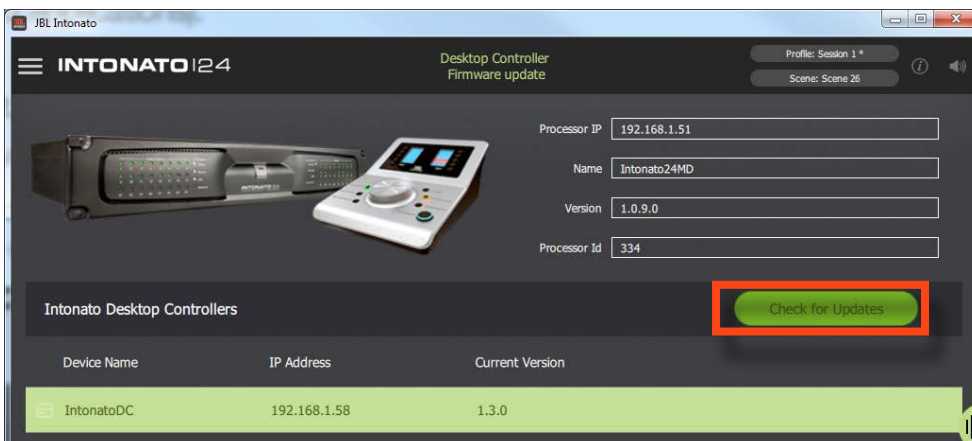 JBL Intonato
INTONATO 24
Desktop Controller
Firmware update
Profile: Session 1 *
Scene: Scene 26
Processor IP 192.168.1.51
Name Intonato24MD
Version 1.0.9.0
Processor Id 334
Intonato Desktop Controllers
Check for Updates
Device Name IP Address Current Version
IntonatoDC 192.168.1.58 1.3.0